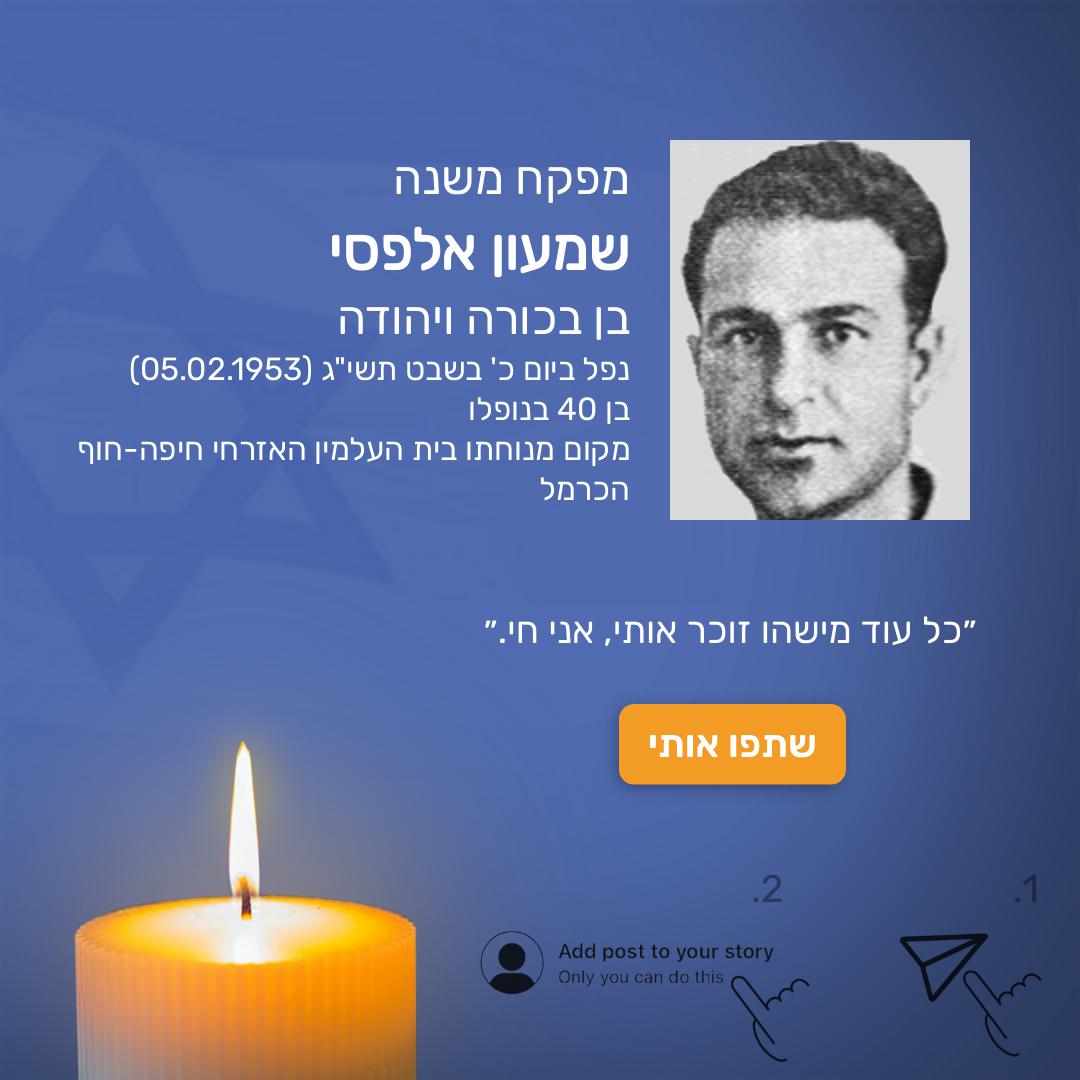 מפקח משנה
שמעון אלפסי
בן בכורה ויהודה
נפל ביום כ' בשבט תשי"ג (05.02.1953)
בן 40 בנופלו
מקום מנוחתו בית העלמין האזרחי חיפה-חוף
הכרמל
״כל עוד מישהו זוכר אותי, אני חי.״
שתפו אותי
1.
2.
Add post to your story
Only you can do this